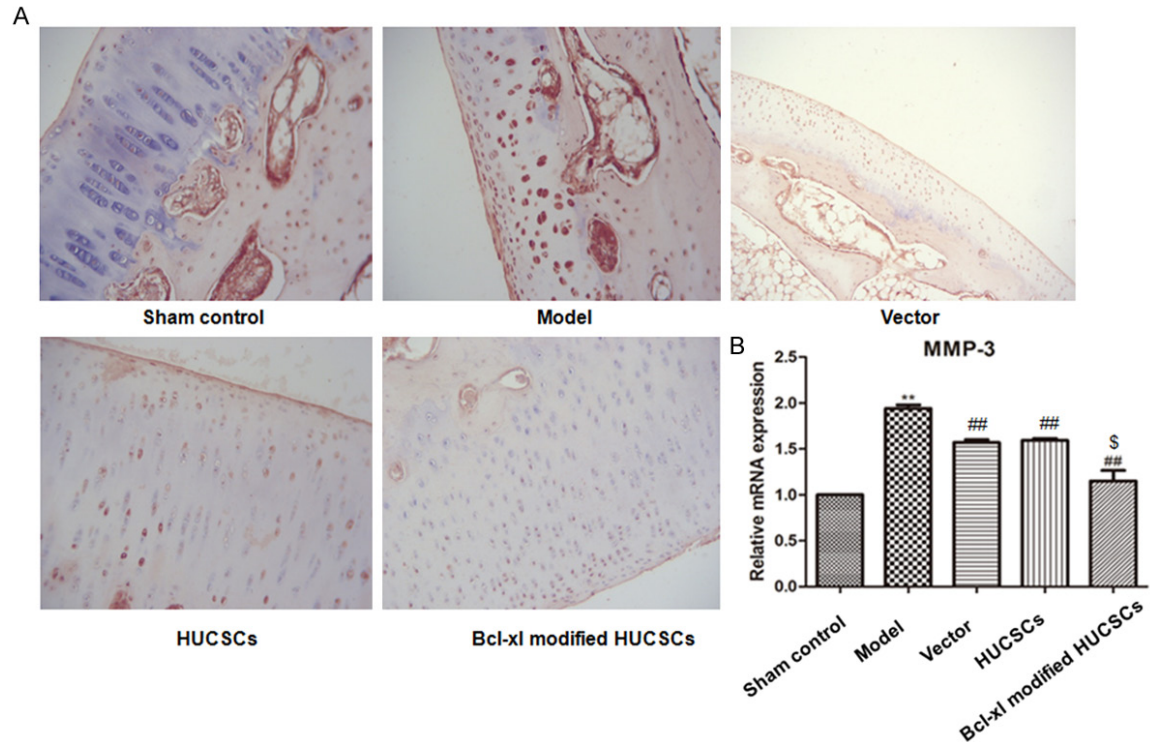 A
Sham control
Model
Vector
HUCSCs
Bcl-xl modified HUCSCs
B
MMP-3
Relative mRNA expression
2.5
2.0
1.5
1.0
0.5
0.0
**
##
##
$
##
Sham control
Model
Vector
HUCSCs
Bcl-xl modified HUCSCs